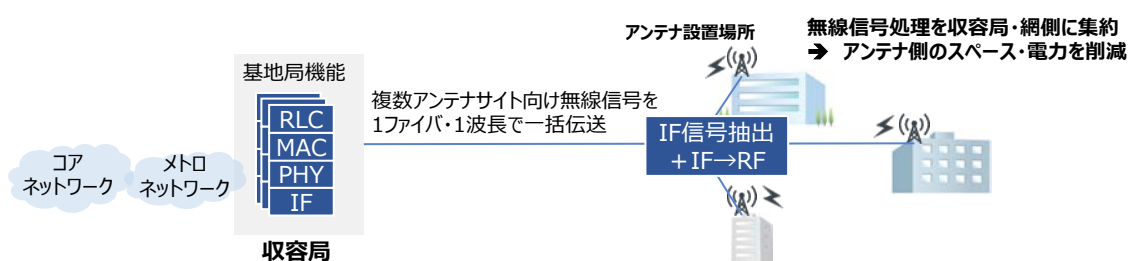 アンテナ設置場所
無線信号処理を収容局・網側に集約
➔ アンテナ側のスペース・電力を削減
基地局機能
複数アンテナサイト向け無線信号を
1ファイバ・1波長で一括伝送
RLC
MAC
PHY
IF
IF信号抽出
+IF→RF
コア
ネットワーク
メトロ
ネットワーク
収容局